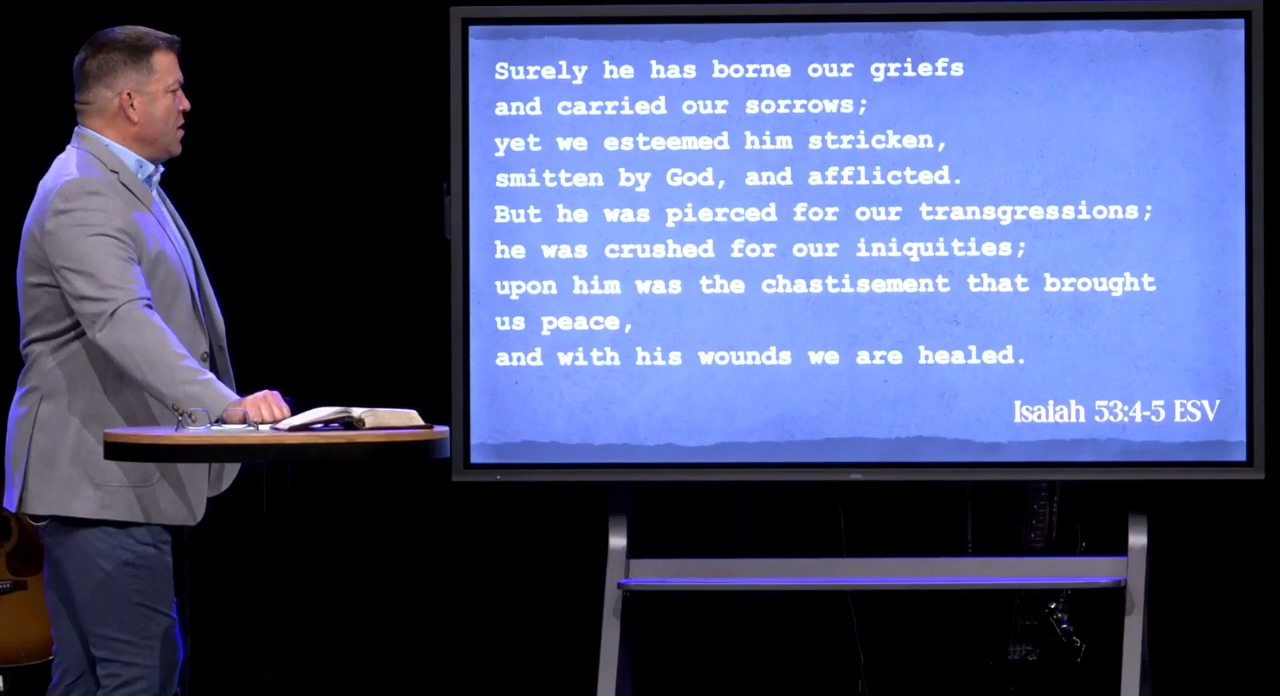 Surely he has borne our griefs
and carried our sorrows;
yet we esteemed him stricken,
smitten by God, and afflicted.
But he was pierced for our transgressions;
he was crushed for our iniquities;
upon him was the chastisement that brought
us peace,
and with his wounds we are healed.
Isaiah 53:4-5 ESV